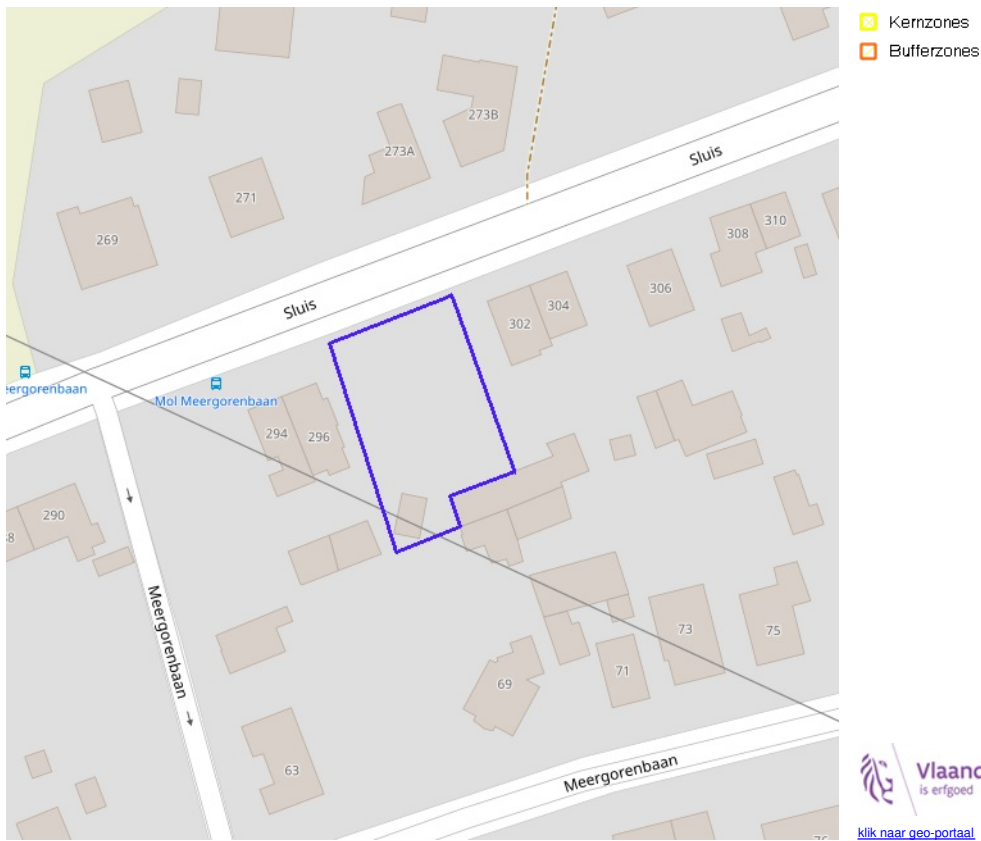 Kernzones
Bufferzones
273B
273A
Sluis
271
310
308
269
306
304
Sluis
302
eergorenbaan
Mol Meergorenbaan
294
296
290
Meergorenbaan
73
75
71
69
Meergorenbaan
63
Vlaand
is erfgoed
klik naar geo-portaal